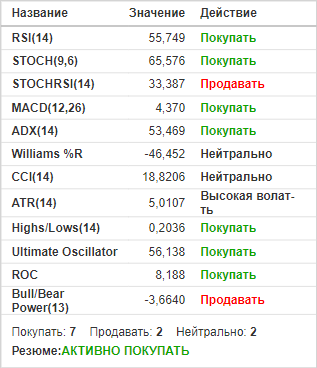 Название Значение Действие
RSI(14) 55,749 Покупать
STOCH(9,6) 65,576 Покупать
STOCHRSI(14) 33,387 Продавать
MACD(12,26) 4,370 Покупать
ADX(14) 53,469 Покупать
Williams %R -46,452 Нейтрально
CCI(14) 18,8206 Нейтрально
ATR(14) 5,0107 Высокая волат-
ть
Highs/Lows(14) 0,2036 Покупать
Ultimate Oscillator 56,138 Покупать
ROC 8,188 Покупать
Bull/Bear
Power(13) -3,6640 Продавать
Покупать: 7 Продавать: 2 Нейтрально: 2
Резюме:АКТИВНО ПОКУПАТЬ